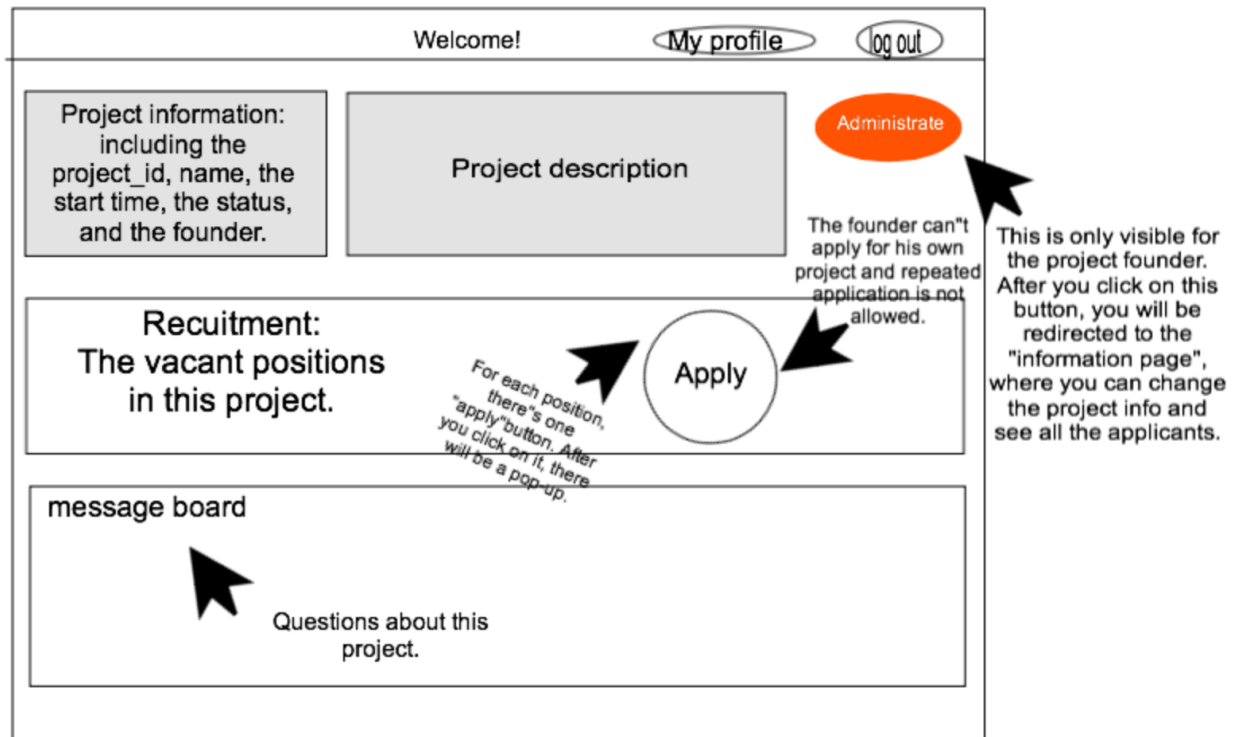 Welcome!
My profile
log out
Project information:
including the
project_id, name, the
start time, the status,
and the founder.
Project description
Administrate
The founder can"t
apply for his own
project and repeated
application is not
allowed.
This is only visible for
the project founder.
After you click on this
button, you will be
redirected to the
"information page",
where you can change
the project info and
see all the applicants.
Recuitment:
The vacant positions
in this project.
For each position,
there"s one
"apply"button. After
you click on it, there
will be a pop-up.
Apply
message board
Questions about this
project.